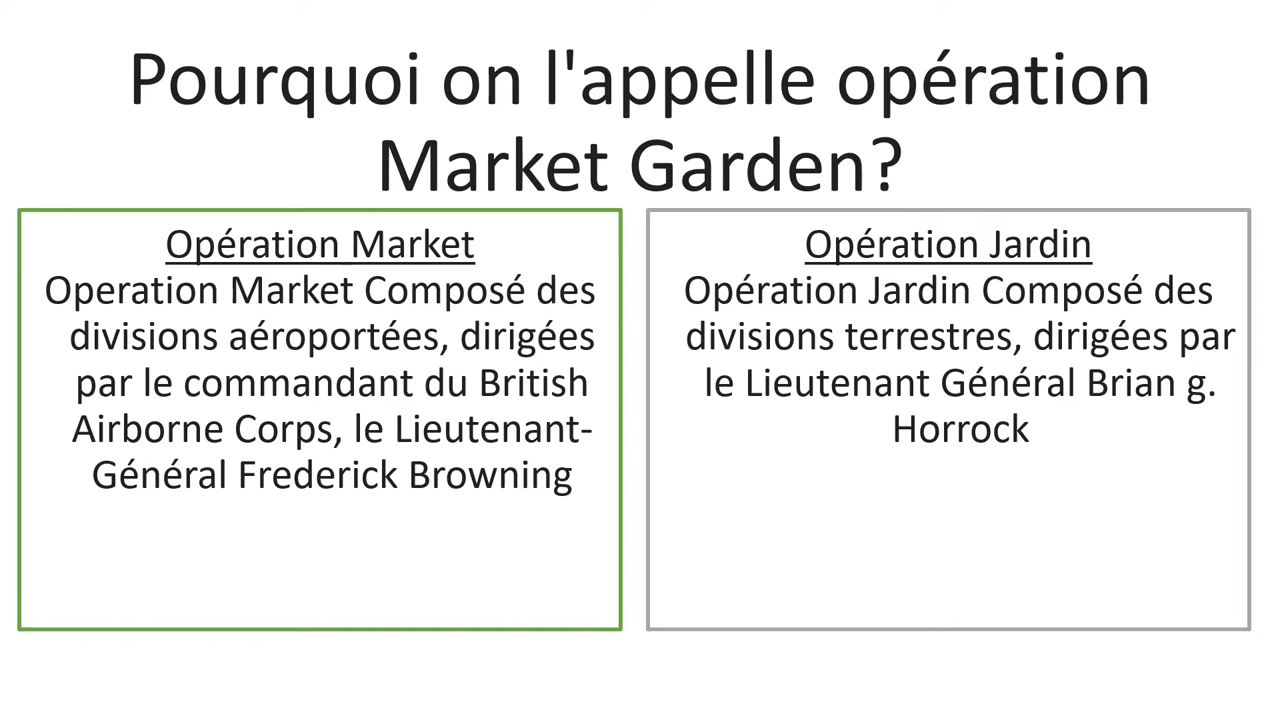 Pourquoi on l'appelle opération
Market Garden?
Opération Market
Operation Market Composé des
divisions aéroportées, dirigées
par le commandant du British
Airborne Corps, le Lieutenant-
Général Frederick Browning
Opération Jardin
Opération Jardin Composé des
divisions terrestres, dirigées par
le Lieutenant Général Brian g.
Horrock